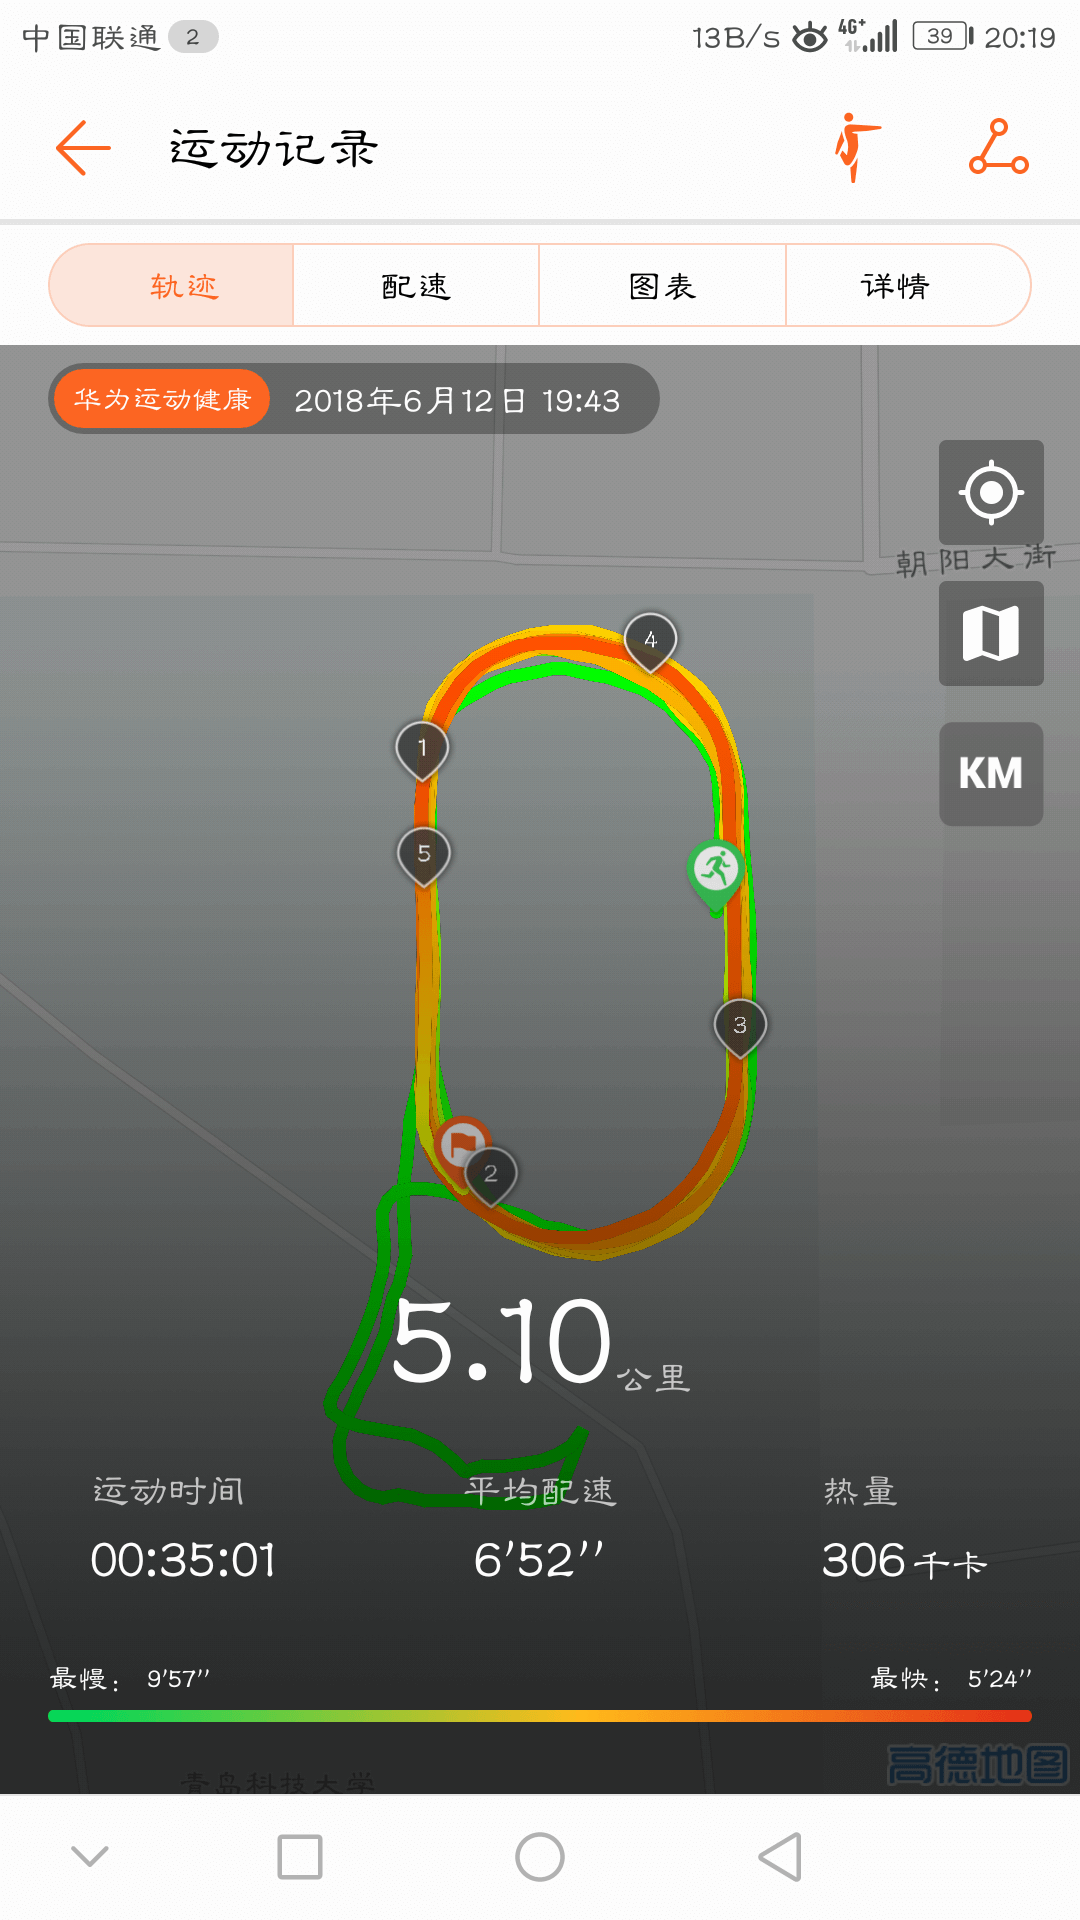 中国联通 2 13B/s 4G+ 39 20:19
运动记录
轨迹 配速 图表 详情
华为运动健康 2018年6月12日 19:43
朝阳大街
KM
4
1
5
3
2
5.10公里
运动时间 平均配速 热量
00:35:01 6'52'' 306千卡
最慢： 9'57'' 最快： 5'24''
高德地图
青岛科技大学